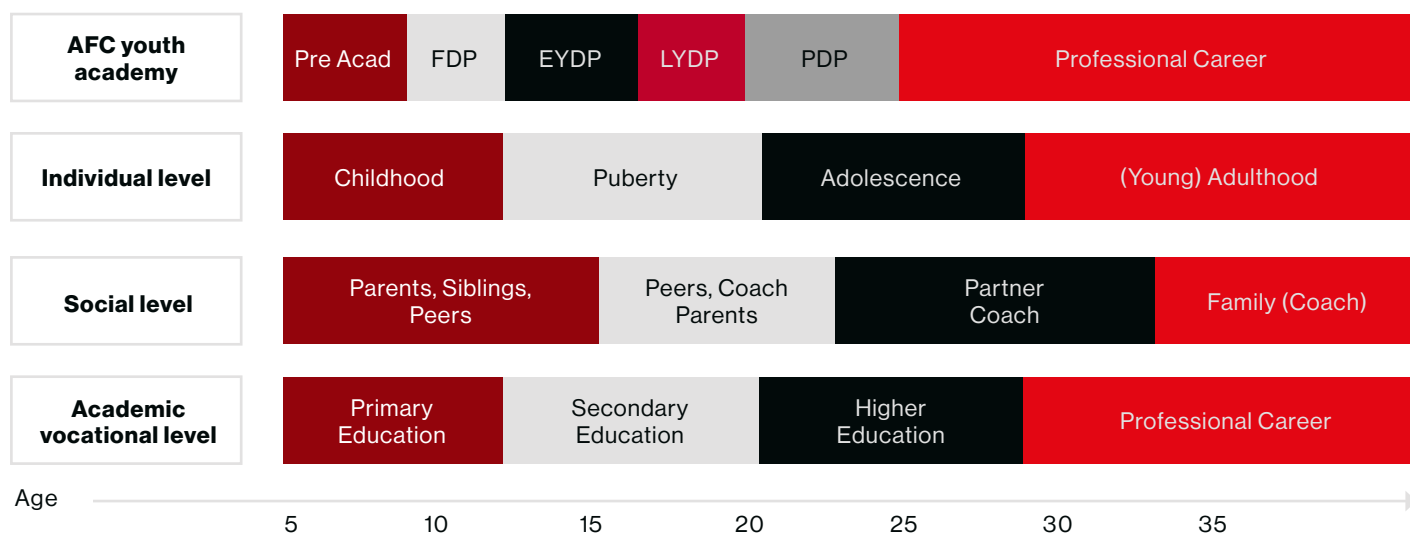 AFC youth
academy
Pre Acad
FDP
EYDP
LYDP
PDP
Professional Career
Individual level
Childhood
Puberty
Adolescence
(Young) Adulthood
Social level
Parents, Siblings,
Peers
Peers, Coach
Parents
Partner
Coach
Family (Coach)
Academic
vocational level
Primary
Education
Secondary
Education
Higher
Education
Professional Career
Age
5
10
15
20
25
30
35